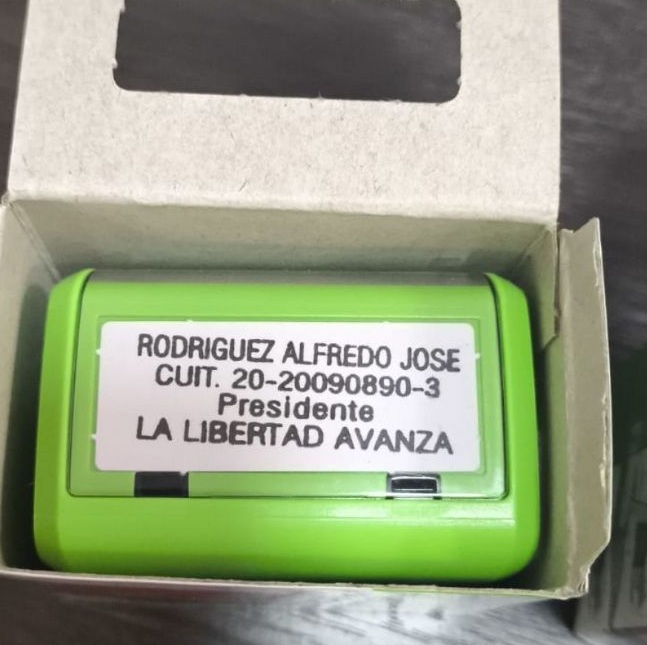 RODRIGUEZ ALFREDO JOSE
CUIT. 20-20090890-3
Presidente
LA LIBERTAD AVANZA